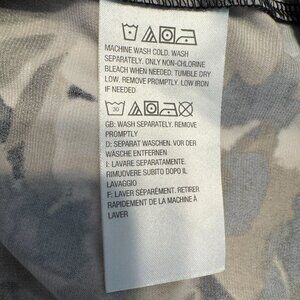 MACHINE WASH COLD. WASH
SEPARATELY. ONLY NON-CHLORINE
BLEACH WHEN NEEDED. TUMBLE DRY
LOW. REMOVE PROMPTLY. LOW IRON
IF NEEDED
30
GB: WASH SEPARATELY. REMOVE
PROMPTLY
D: SEPARAT WASCHEN. VOR DER
WÄSCHE ENTFERNEN
I: LAVARE SEPARATAMENTE.
RIMUOVERE SUBITO DOPO IL
LAVAGGIO
F: LAVER SÉPARÉMENT. RETIRER
RAPIDEMENT DE LA MACHINE À
LAVER